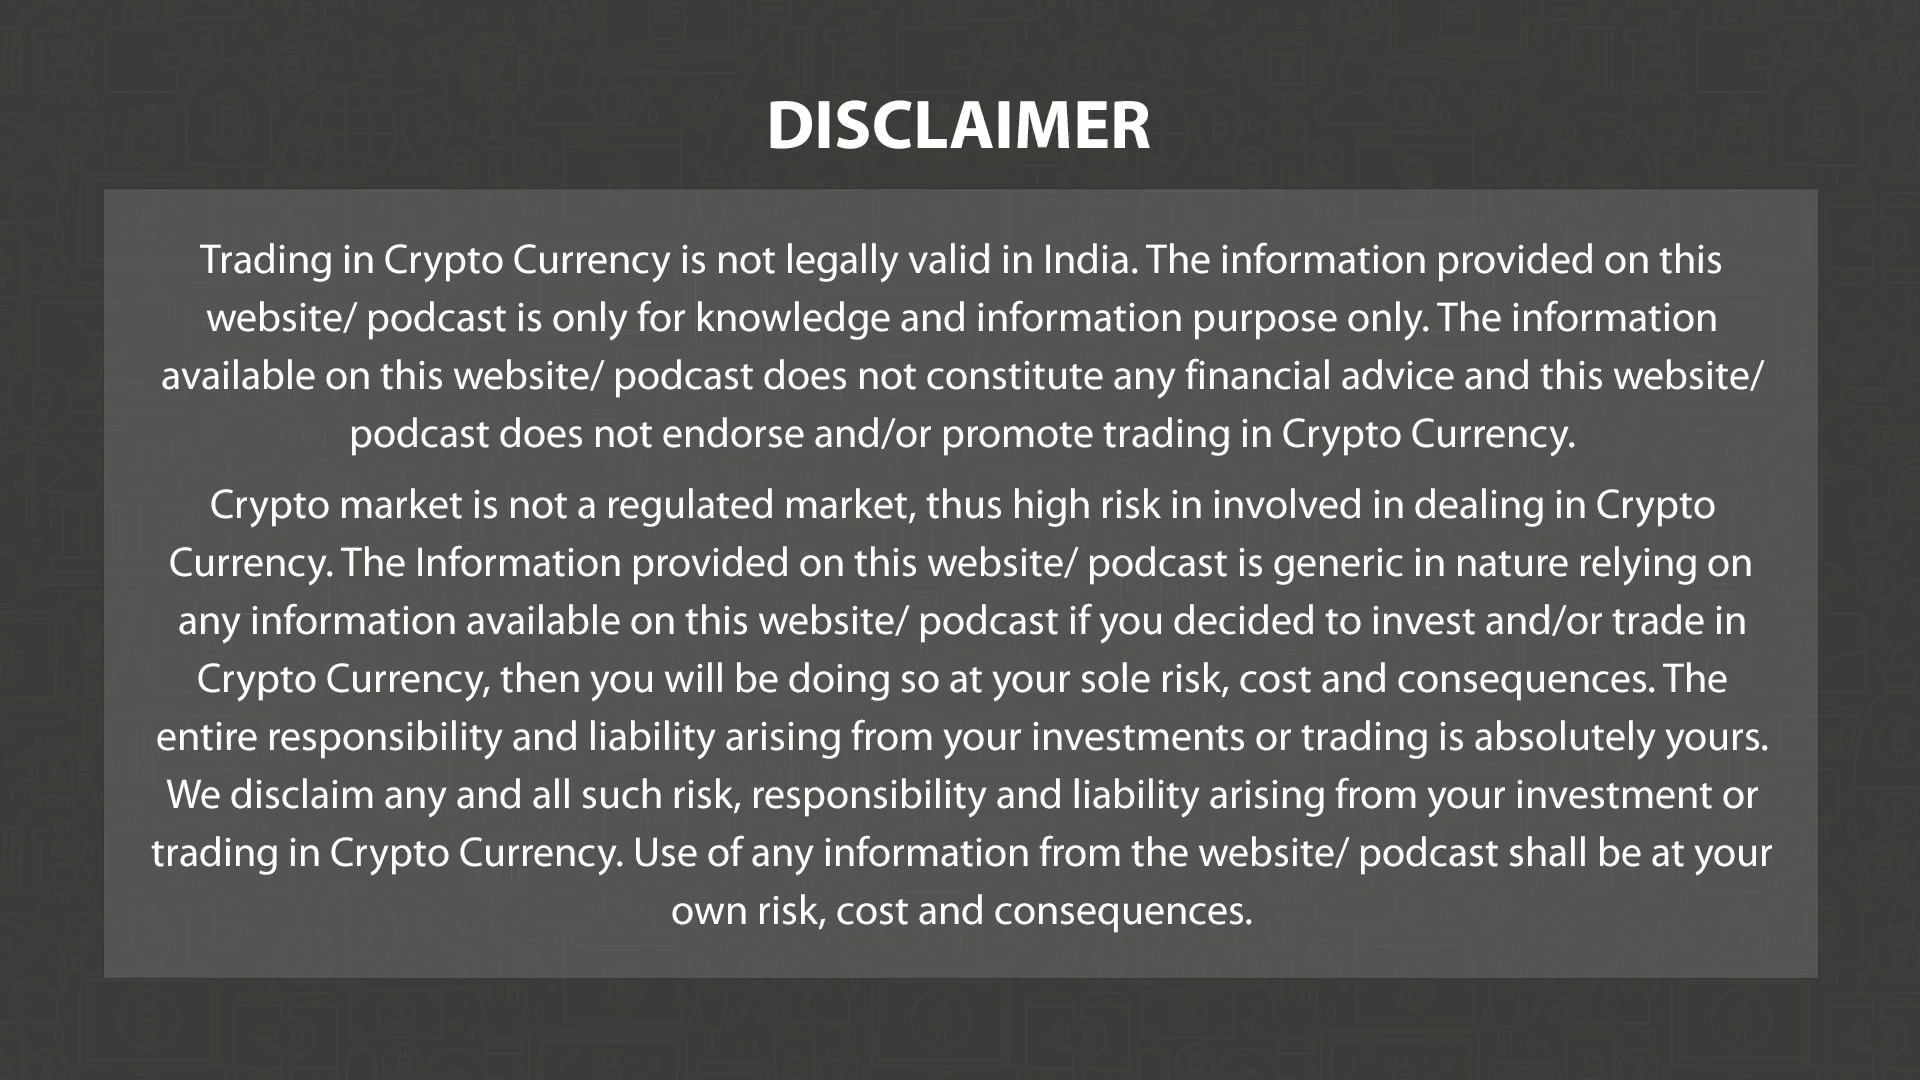 DISCLAIMER
Trading in Crypto Currency is not legally valid in India. The information provided on this
website/ podcast is only for knowledge and information purpose only. The information
available on this website/ podcast does not constitute any financial advice and this website/
podcast does not endorse and/or promote trading in Crypto Currency.
Crypto market is not a regulated market, thus high risk in involved in dealing in Crypto
Currency. The Information provided on this website/ podcast is generic in nature relying on
any information available on this website/ podcast if you decided to invest and/or trade in
Crypto Currency, then you will be doing so at your sole risk, cost and consequences. The
entire responsibility and liability arising from your investments or trading is absolutely yours.
We disclaim any and all such risk, responsibility and liability arising from your investment or
trading in Crypto Currency. Use of any information from the website/ podcast shall be at your
own risk, cost and consequences.